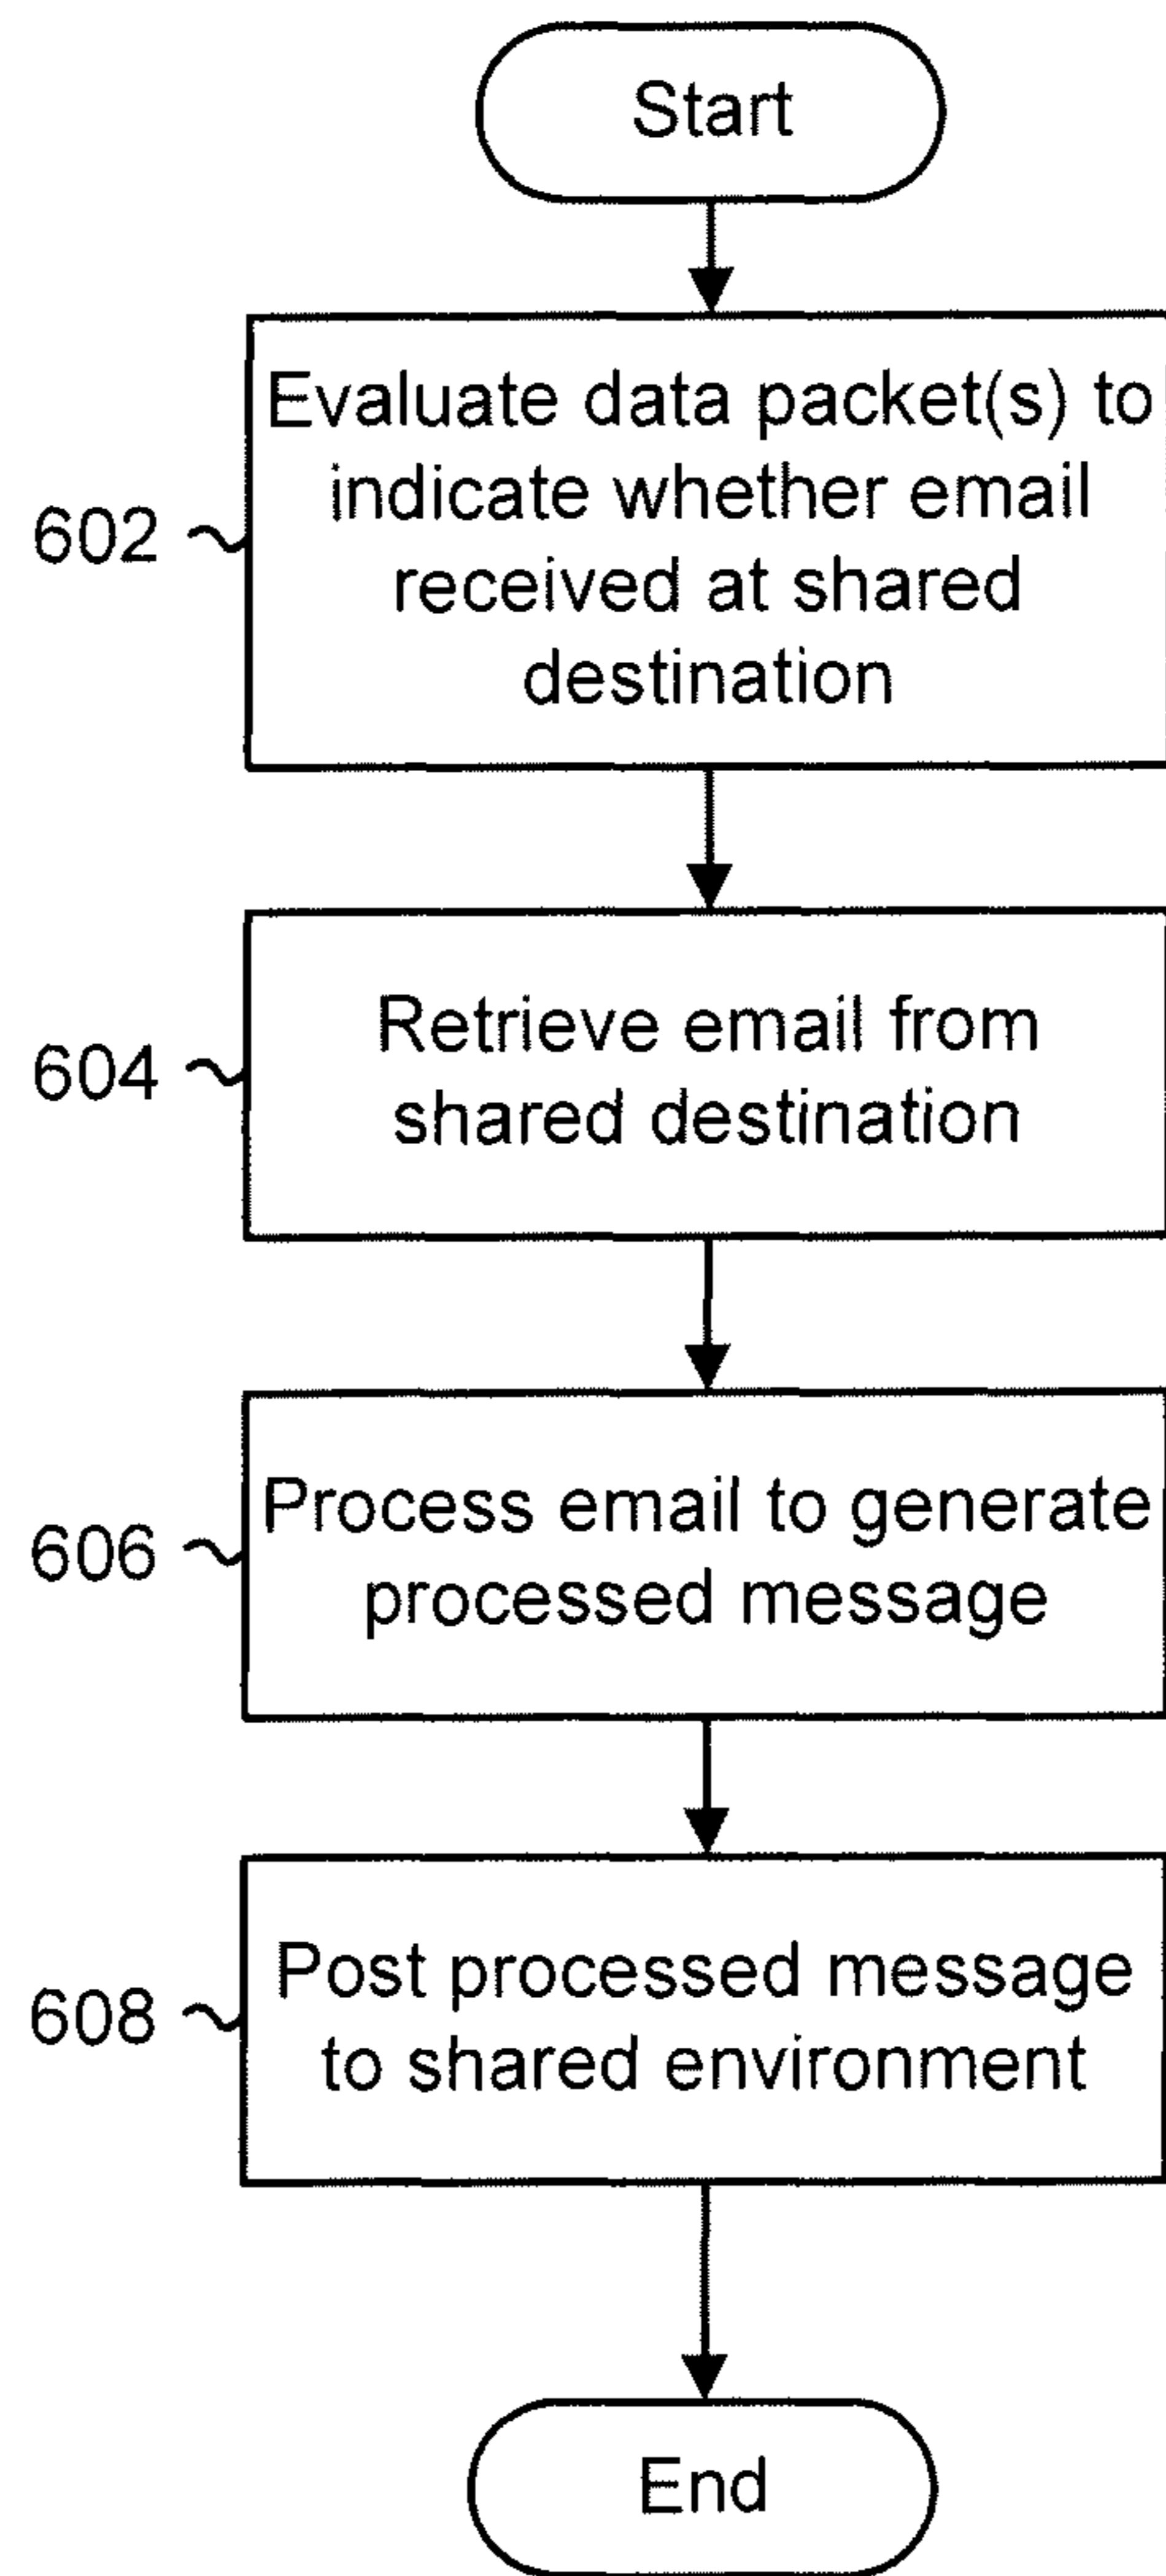 Start
602
Evaluate data packet(s) to
indicate whether email
received at shared
destination
604
Retrieve email from
shared destination
606
Process email to generate
processed message
608
Post processed message
to shared environment
End